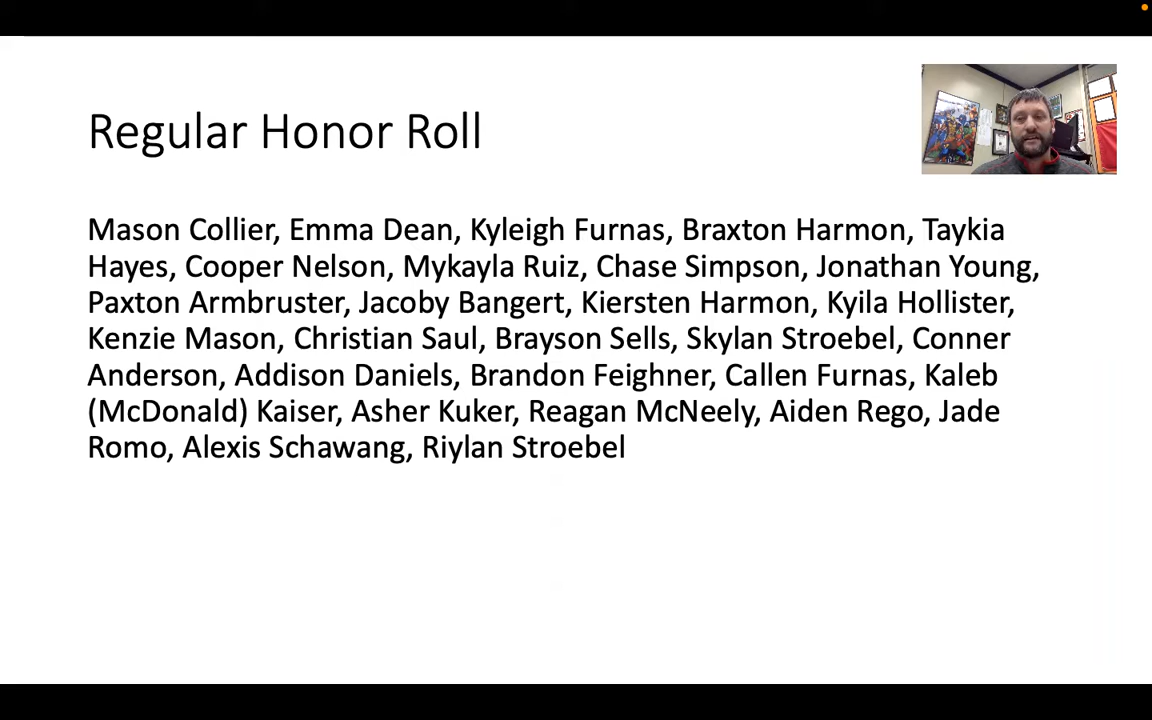 Regular Honor Roll
Mason Collier, Emma Dean, Kyleigh Furnas, Braxton Harmon, Taykia
Hayes, Cooper Nelson, Mykayla Ruiz, Chase Simpson, Jonathan Young,
Paxton Armbruster, Jacoby Bangert, Kiersten Harmon, Kyila Hollister,
Kenzie Mason, Christian Saul, Brayson Sells, Skylan Stroebel, Conner
Anderson, Addison Daniels, Brandon Feighner, Callen Furnas, Kaleb
(McDonald) Kaiser, Asher Kuker, Reagan McNeely, Aiden Rego, Jade
Romo, Alexis Schawang, Riylan Stroebel